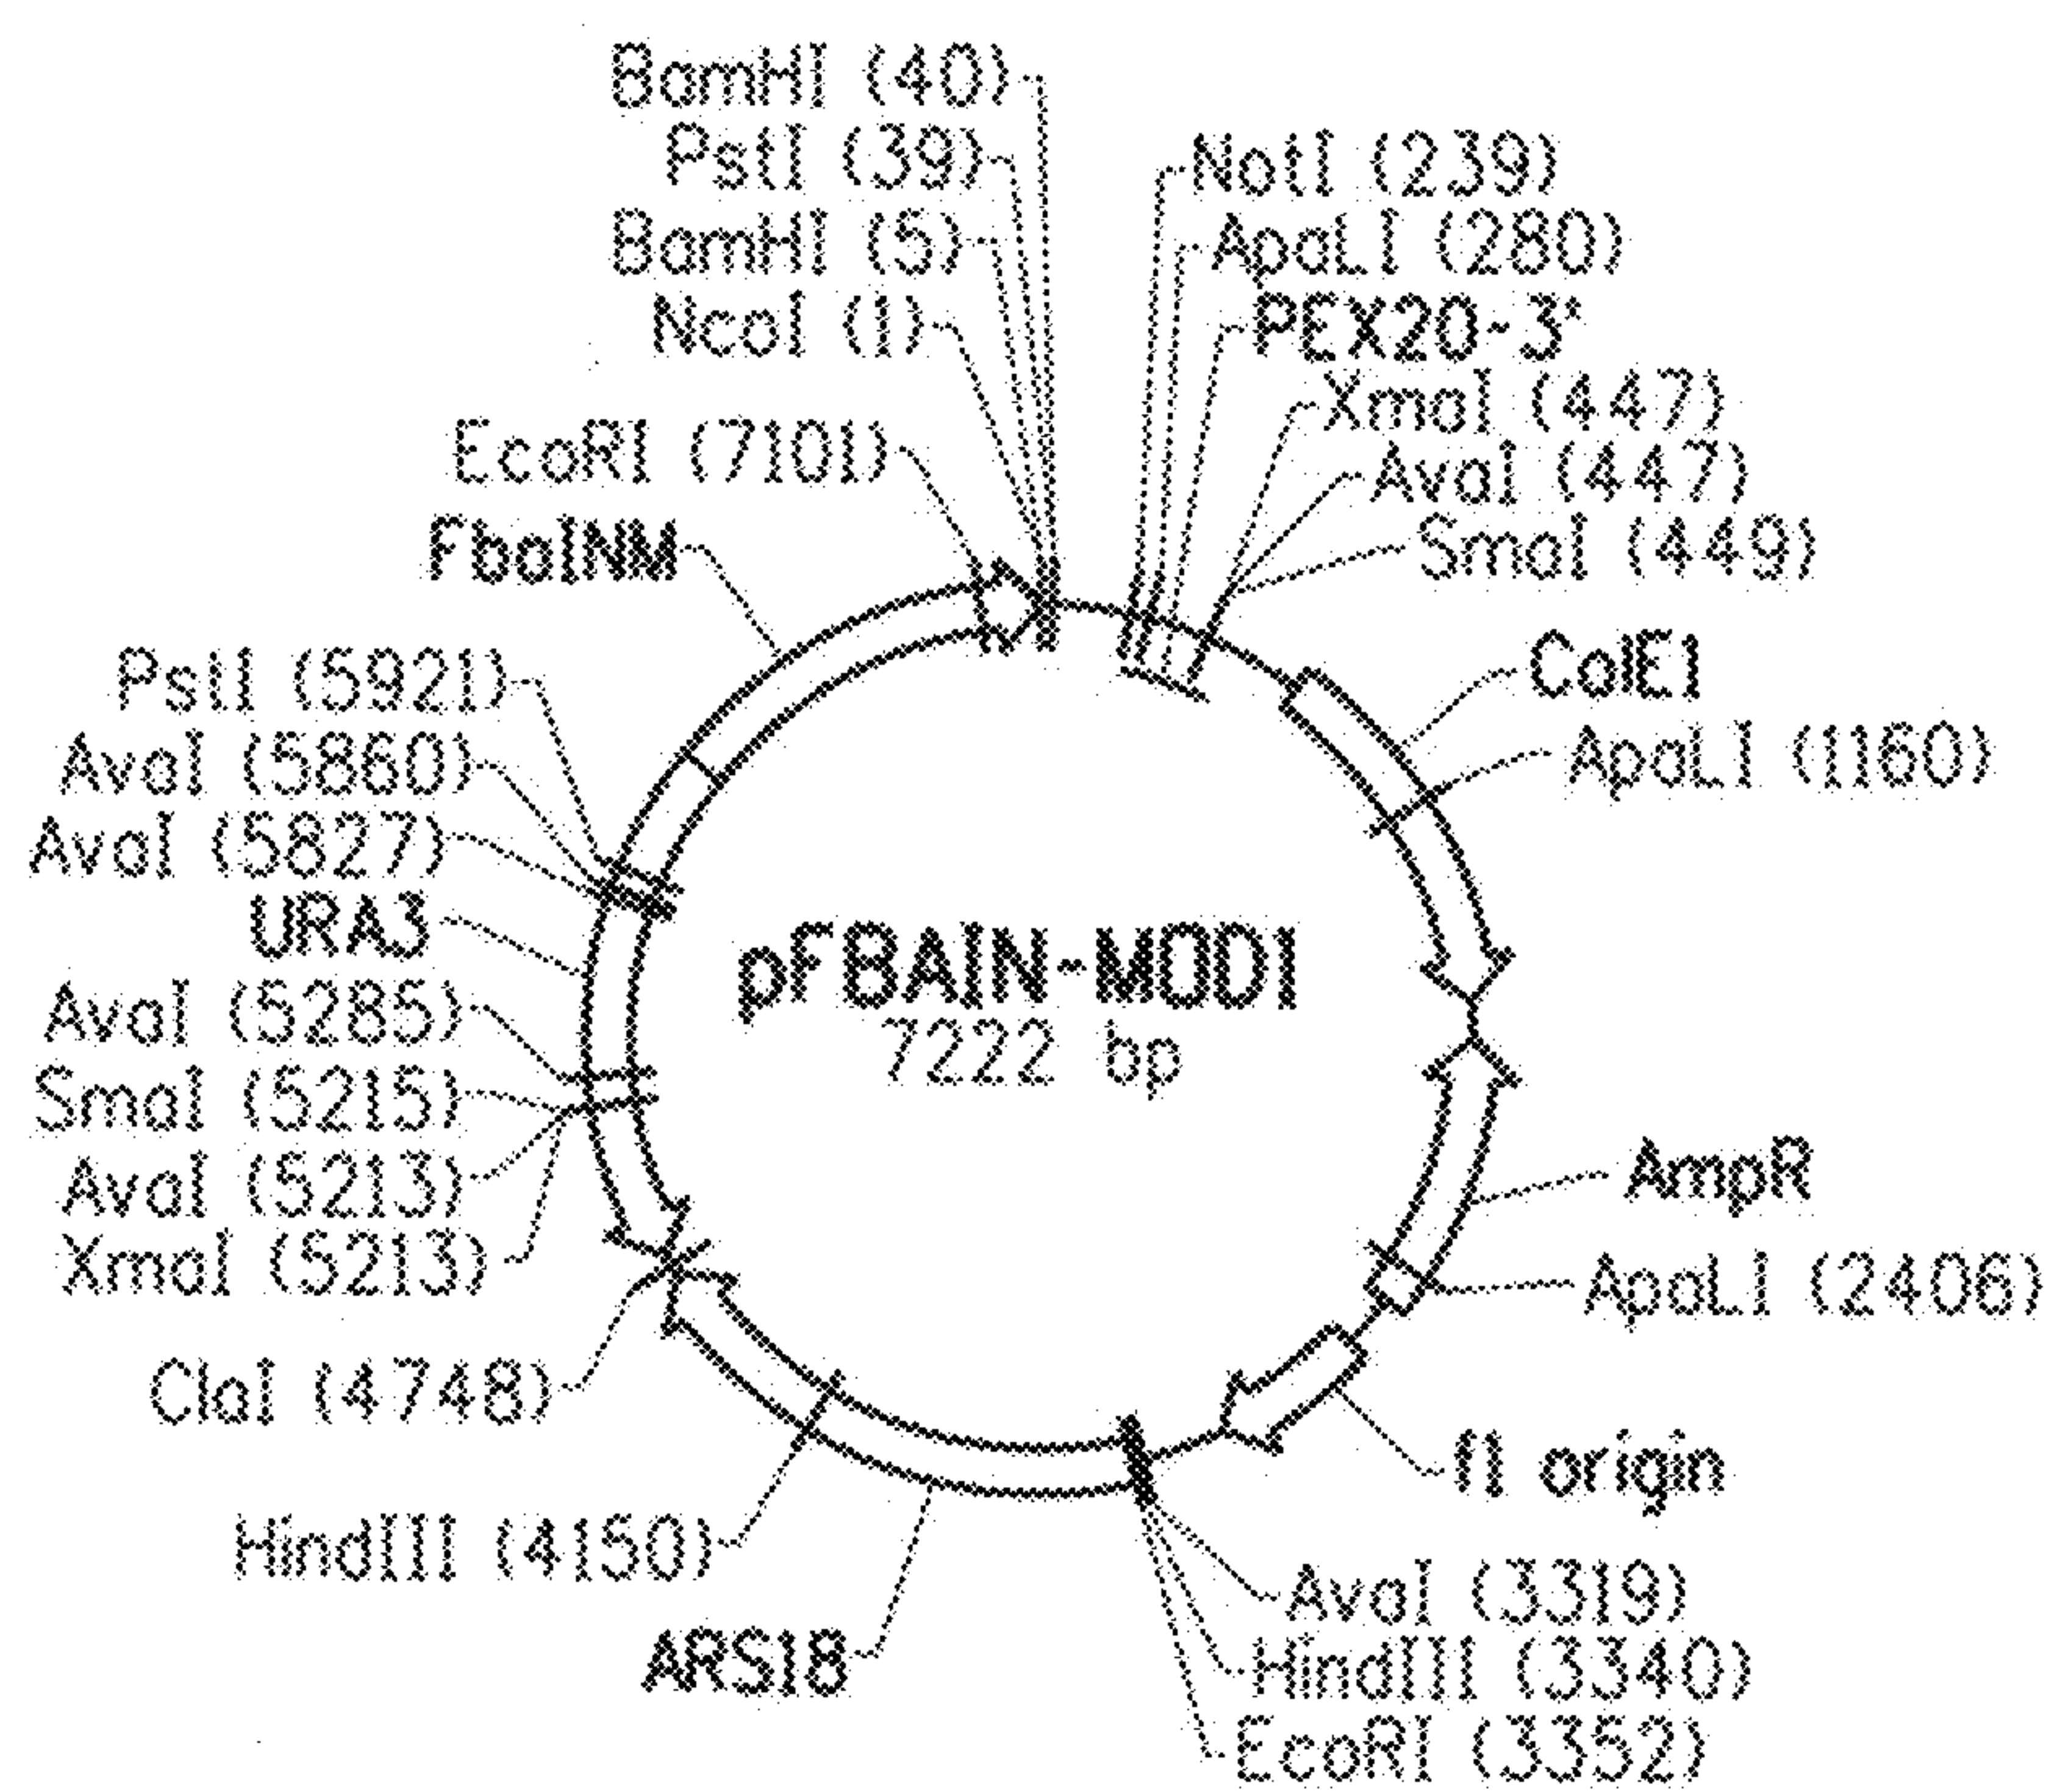 BamHI (40)
PstI (39)
BamHI (5)
NcoI (1)
EcoRI (7101)
FbaINM
PstI (5921)
AvaI (5860)
AvaI (5827)
URA3
AvaI (5285)
SmaI (5215)
AvaI (5213)
XmaI (5213)
ClaI (4748)
HindIII (4150)
ARS18
NotI (239)
ApaLI (280)
PEX20-3'
XmaI (447)
AvaI (447)
SmaI (449)
ColE1
ApaLI (1160)
AmpR
ApaLI (2406)
f1 origin
AvaI (3319)
HindIII (3340)
EcoRI (3352)
pFBAIN-MOD1
7222 bp